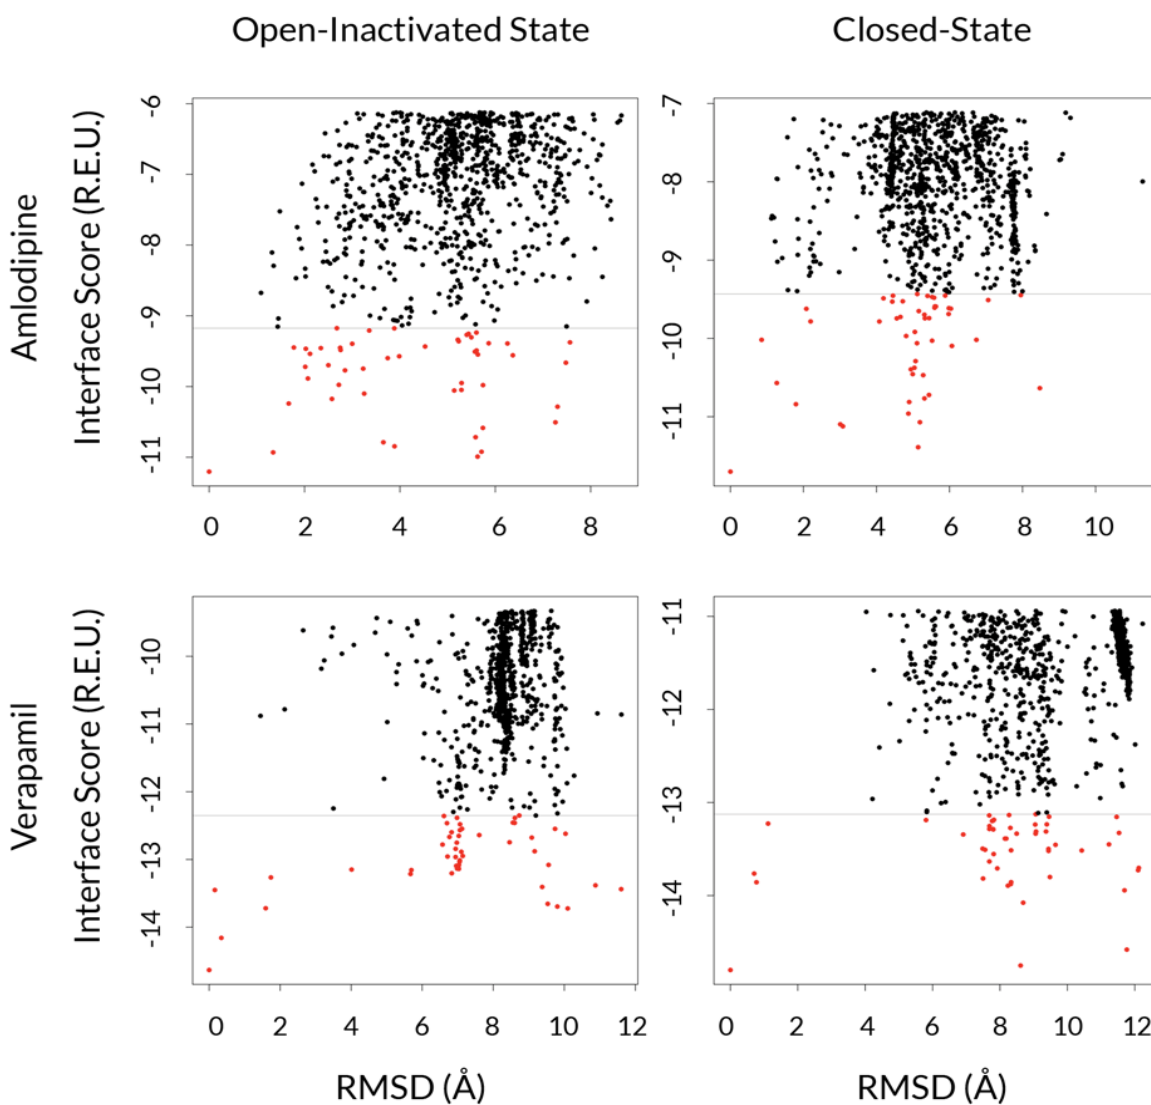 Open-Inactivated State
Closed-State
Amlodipine
Interface Score (R.E.U.)
-6
-7
-8
-9
-10
-11
0 2 4 6 8
-7
-8
-9
-10
-11
0 2 4 6 8 10
Verapamil
Interface Score (R.E.U.)
-10
-11
-12
-13
-14
0 2 4 6 8 10 12
-11
-12
-13
-14
0 2 4 6 8 10 12
RMSD (Å)
RMSD (Å)